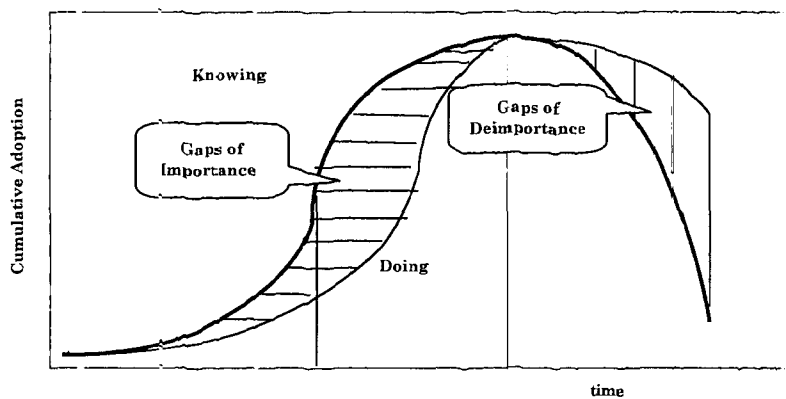 Knowing
Gaps of
Importance
Gaps of
Deimportance
Doing
Cumulative Adoption
time